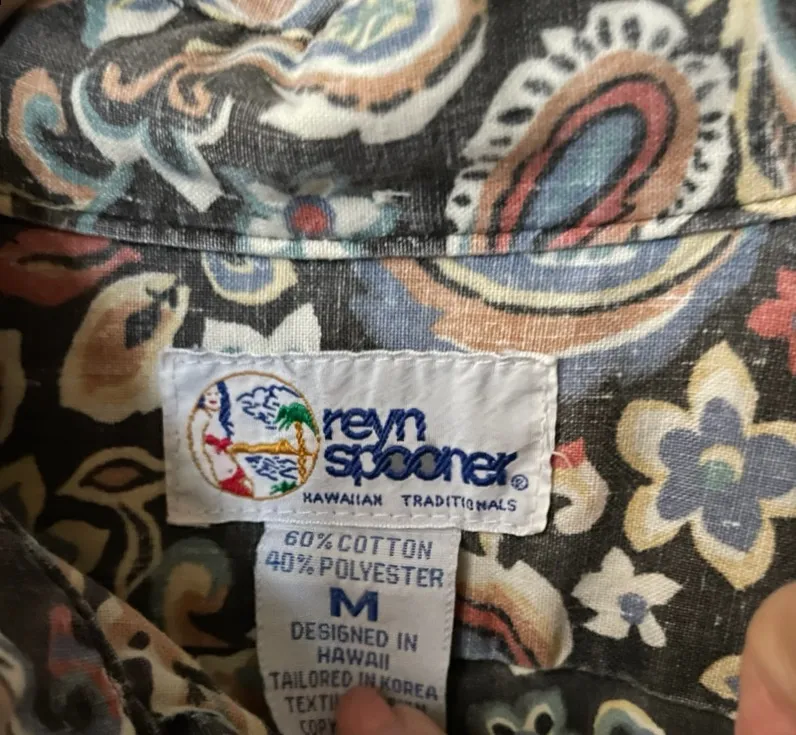 reyn
spooner®
HAWAIIAN TRADITIONALS
60% COTTON
40% POLYESTER
M
DESIGNED IN
HAWAII
TAILORED IN KOREA